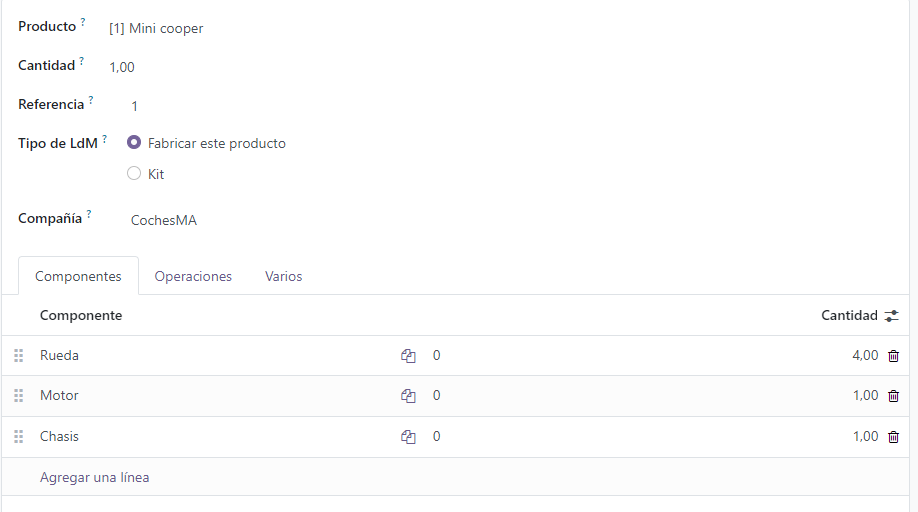 Producto ? [1] Mini cooper
Cantidad ? 1,00
Referencia ? 1
Tipo de LdM ? Fabricar este producto
Kit
Compañía ? CochesMA
Componentes Operaciones Varios
Componente Cantidad
Rueda 0 4,00
Motor 0 1,00
Chasis 0 1,00
Agregar una línea